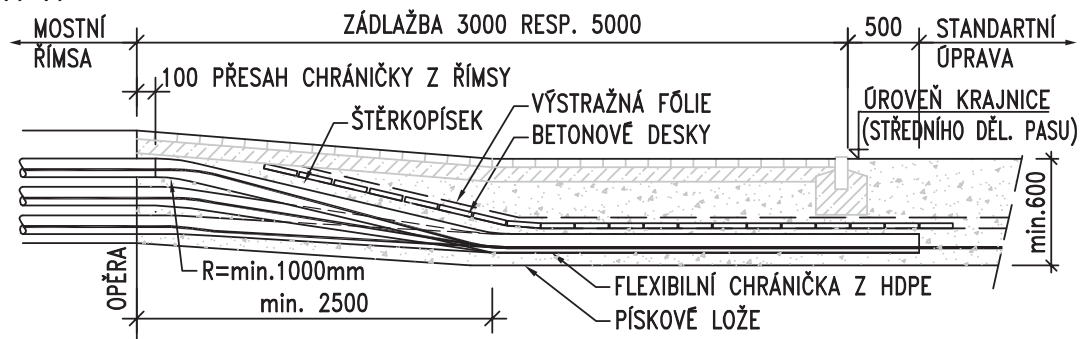 MOSTNÍ
ŘÍMSA
ZÁDLAŽBA 3000 RESP. 5000
500
STANDARTNÍ
ÚPRAVA
100 PŘESAH CHRÁNIČKY Z ŘÍMSY
ŠTĚRKOPÍSEK
VÝSTRAŽNÁ FÓLIE
BETONOVÉ DESKY
ÚROVEŇ KRAJNICE
(STŘEDNÍHO DĚL. PASU)
min.600
OPĚRA
R=min.1000mm
min. 2500
FLEXIBILNÍ CHRÁNIČKA Z HDPE
PÍSKOVÉ LOŽE